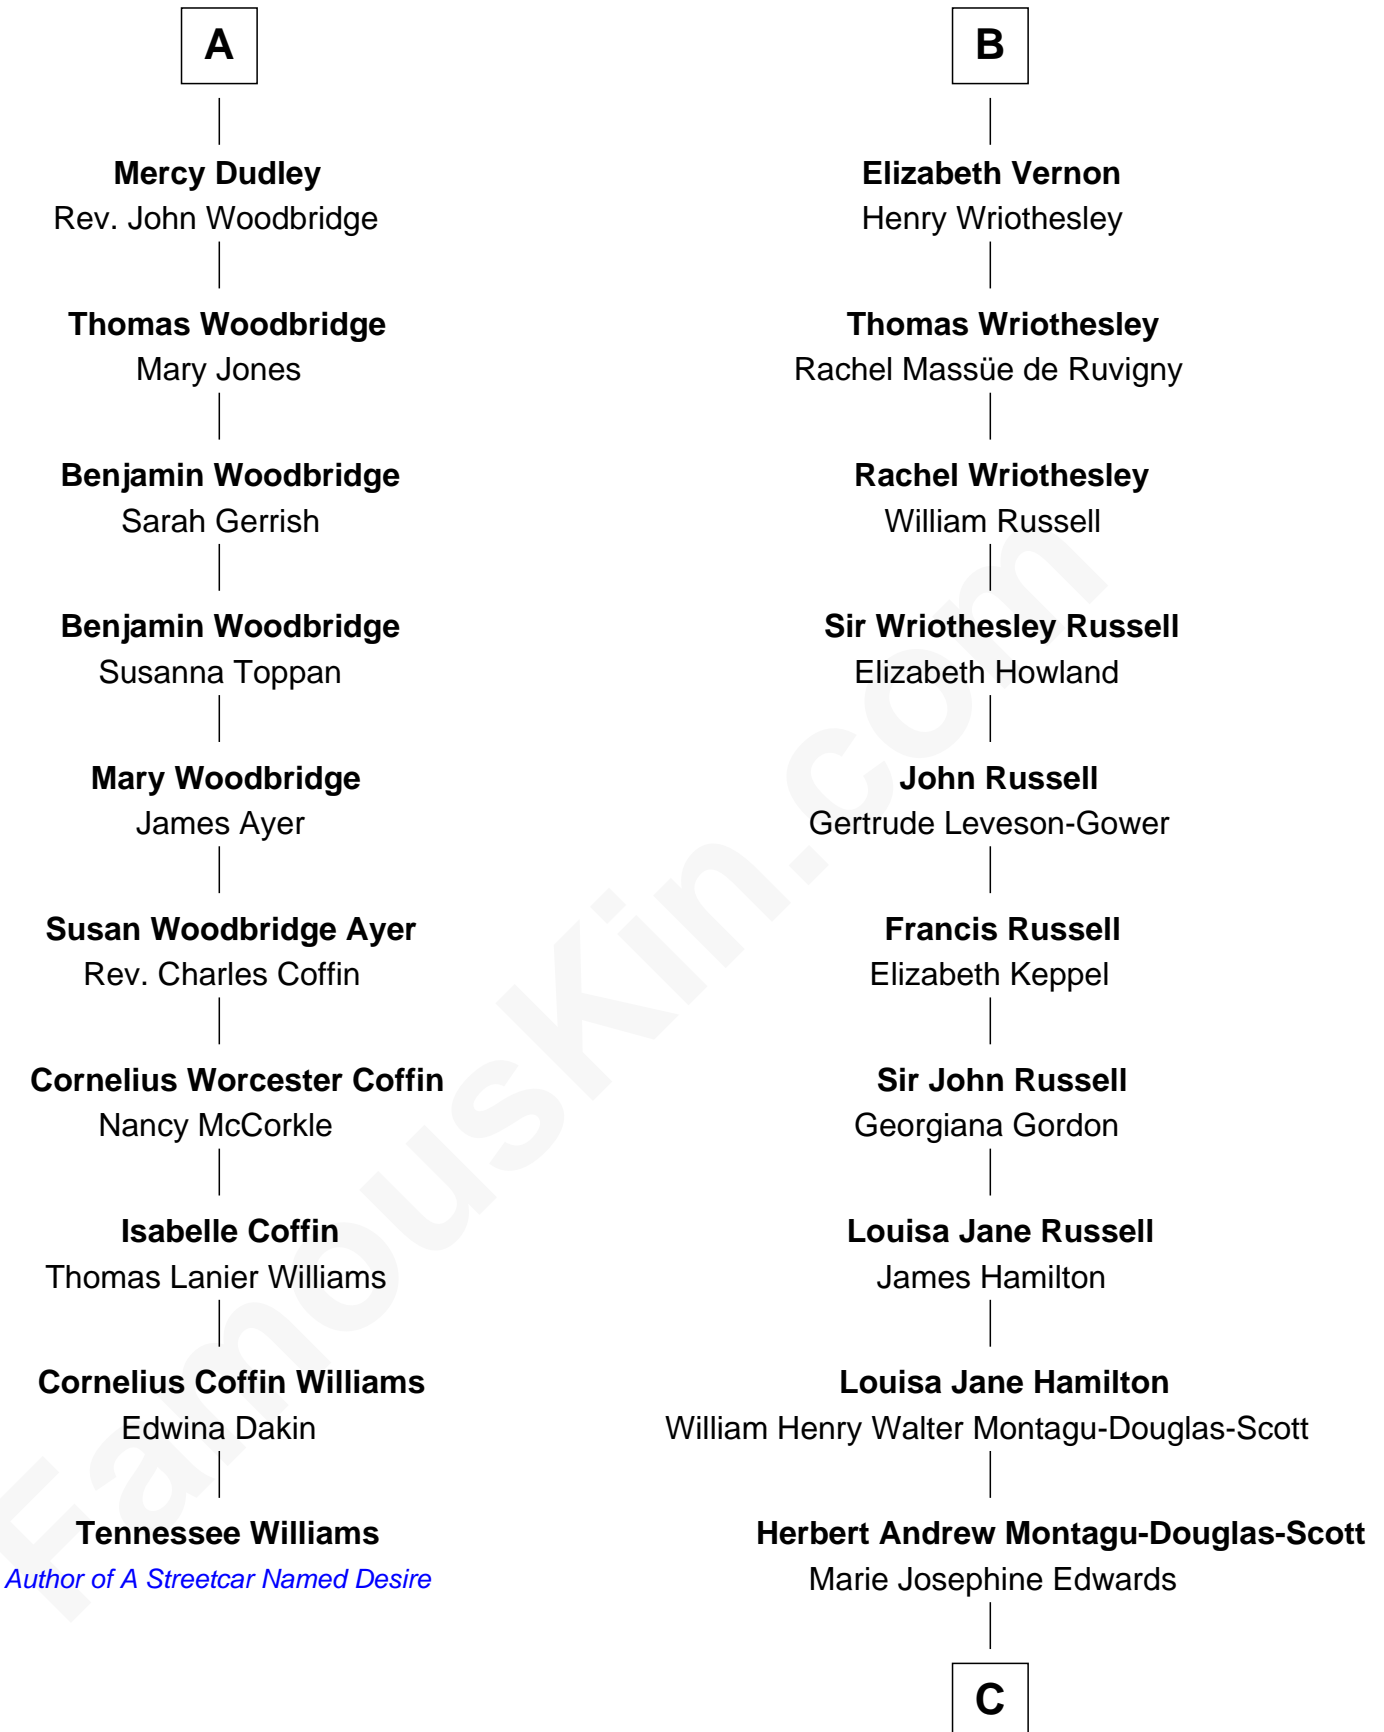 A
Mercy Dudley
Rev. John Woodbridge
Thomas Woodbridge
Mary Jones
Benjamin Woodbridge
Sarah Gerrish
Benjamin Woodbridge
Susanna Toppan
Mary Woodbridge
James Ayer
Susan Woodbridge Ayer
Rev. Charles Coffin
Cornelius Worcester Coffin
Nancy McCorkle
Isabelle Coffin
Thomas Lanier Williams
Cornelius Coffin Williams
Edwina Dakin
Tennessee Williams
Author of A Streetcar Named Desire
B
Elizabeth Vernon
Henry Wriothesley
Thomas Wriothesley
Rachel Massüe de Ruvigny
Rachel Wriothesley
William Russell
Sir Wriothesley Russell
Elizabeth Howland
John Russell
Gertrude Leveson-Gower
Francis Russell
Elizabeth Keppel
Sir John Russell
Georgiana Gordon
Louisa Jane Russell
James Hamilton
Louisa Jane Hamilton
William Henry Walter Montagu-Douglas-Scott
Herbert Andrew Montagu-Douglas-Scott
Marie Josephine Edwards
C
FamousKin.com